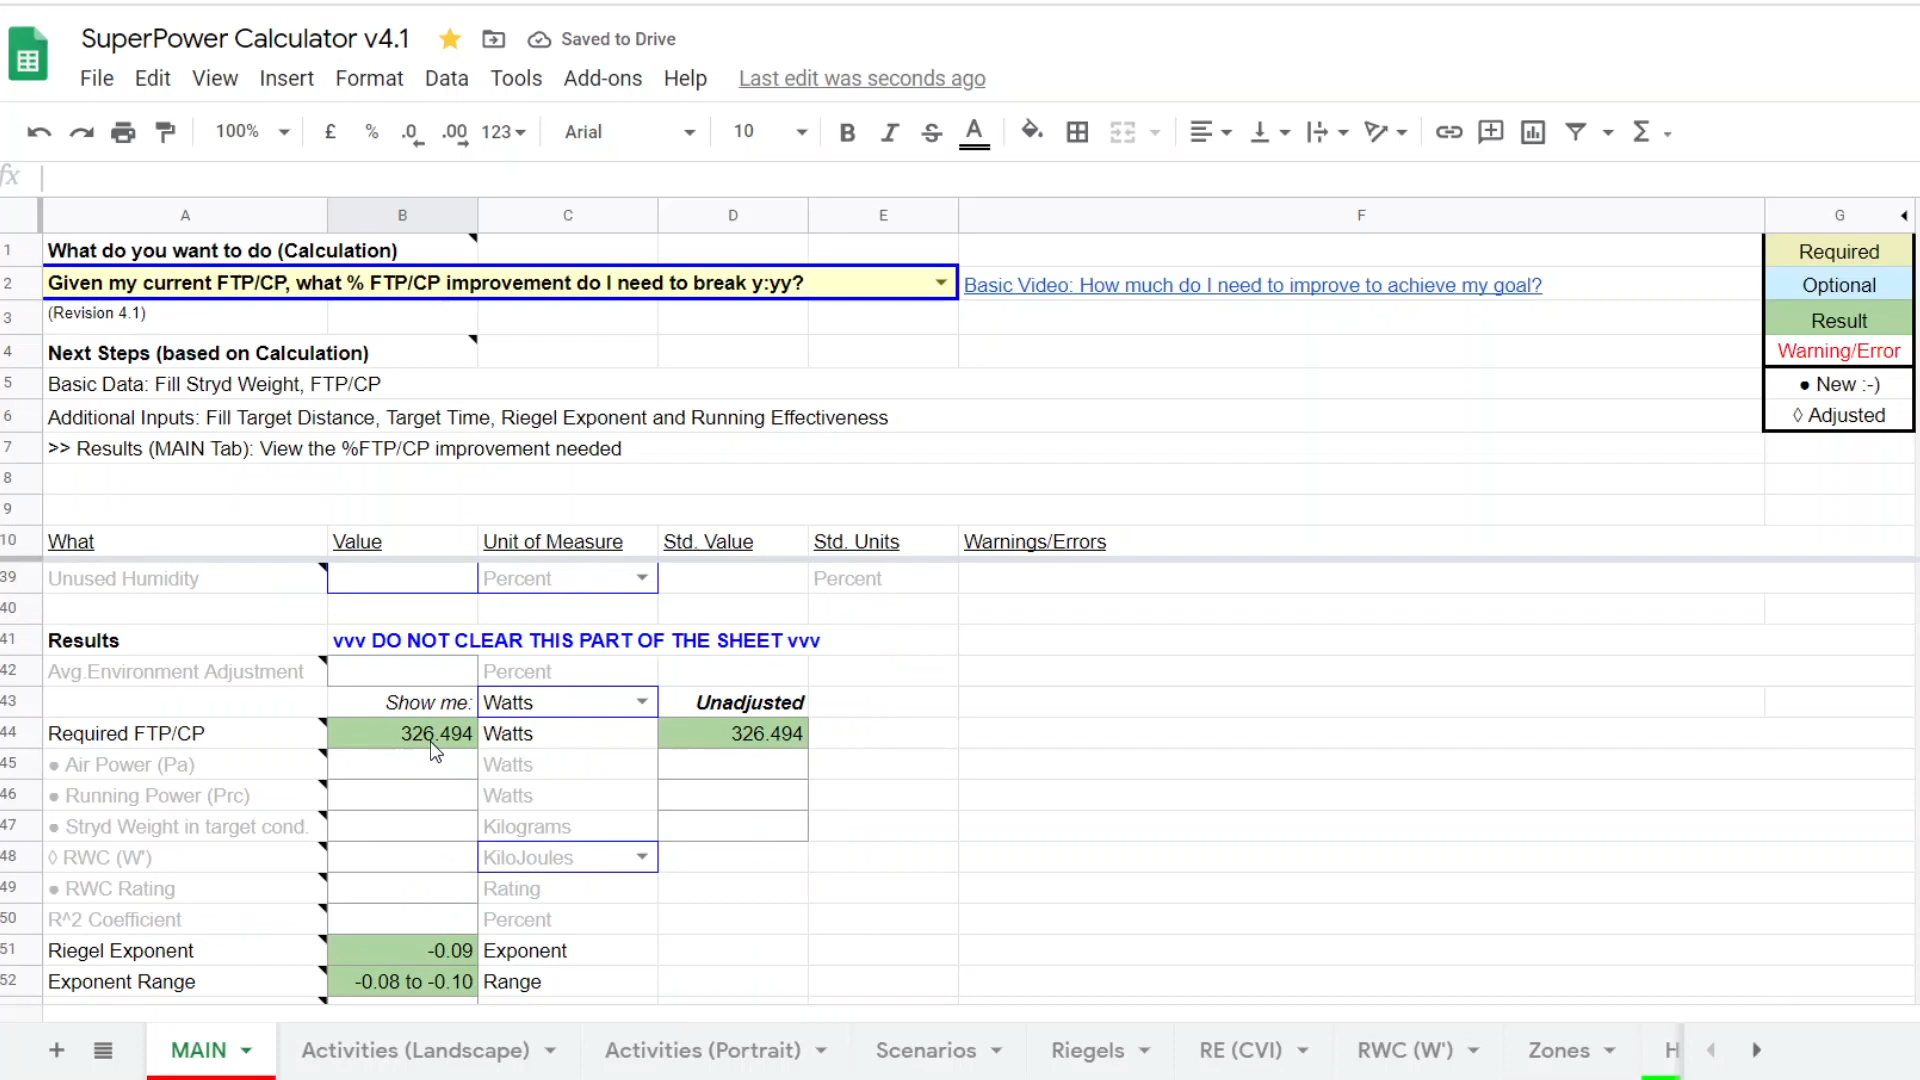 SuperPower Calculator v4.1 Saved to Drive
File Edit View Insert Format Data Tools Add-ons Help Last edit was seconds ago
100% £ % .0 .00 123 Arial 10 B I S A
fx
A B C D E F G
1 What do you want to do (Calculation) Required
2 Given my current FTP/CP, what % FTP/CP improvement do I need to break y:yy? Basic Video: How much do I need to improve to achieve my goal? Optional
3 (Revision 4.1) Result
4 Next Steps (based on Calculation) Warning/Error
5 Basic Data: Fill Stryd Weight, FTP/CP ● New :-)
6 Additional Inputs: Fill Target Distance, Target Time, Riegel Exponent and Running Effectiveness ◊ Adjusted
7 >> Results (MAIN Tab): View the %FTP/CP improvement needed
8
9
10 What Value Unit of Measure Std. Value Std. Units Warnings/Errors
39 Unused Humidity Percent Percent
40
41 Results vvv DO NOT CLEAR THIS PART OF THE SHEET vvv
42 Avg.Environment Adjustment Percent
43 Show me: Watts Unadjusted
44 Required FTP/CP 326.494 Watts 326.494
45 ● Air Power (Pa) Watts
46 ● Running Power (Prc) Watts
47 ● Stryd Weight in target cond. Kilograms
48 ◊ RWC (W') KiloJoules
49 ● RWC Rating Rating
50 R^2 Coefficient Percent
51 Riegel Exponent -0.09 Exponent
52 Exponent Range -0.08 to -0.10 Range
+ MAIN Activities (Landscape) Activities (Portrait) Scenarios Riegels RE (CVI) RWC (W') Zones H